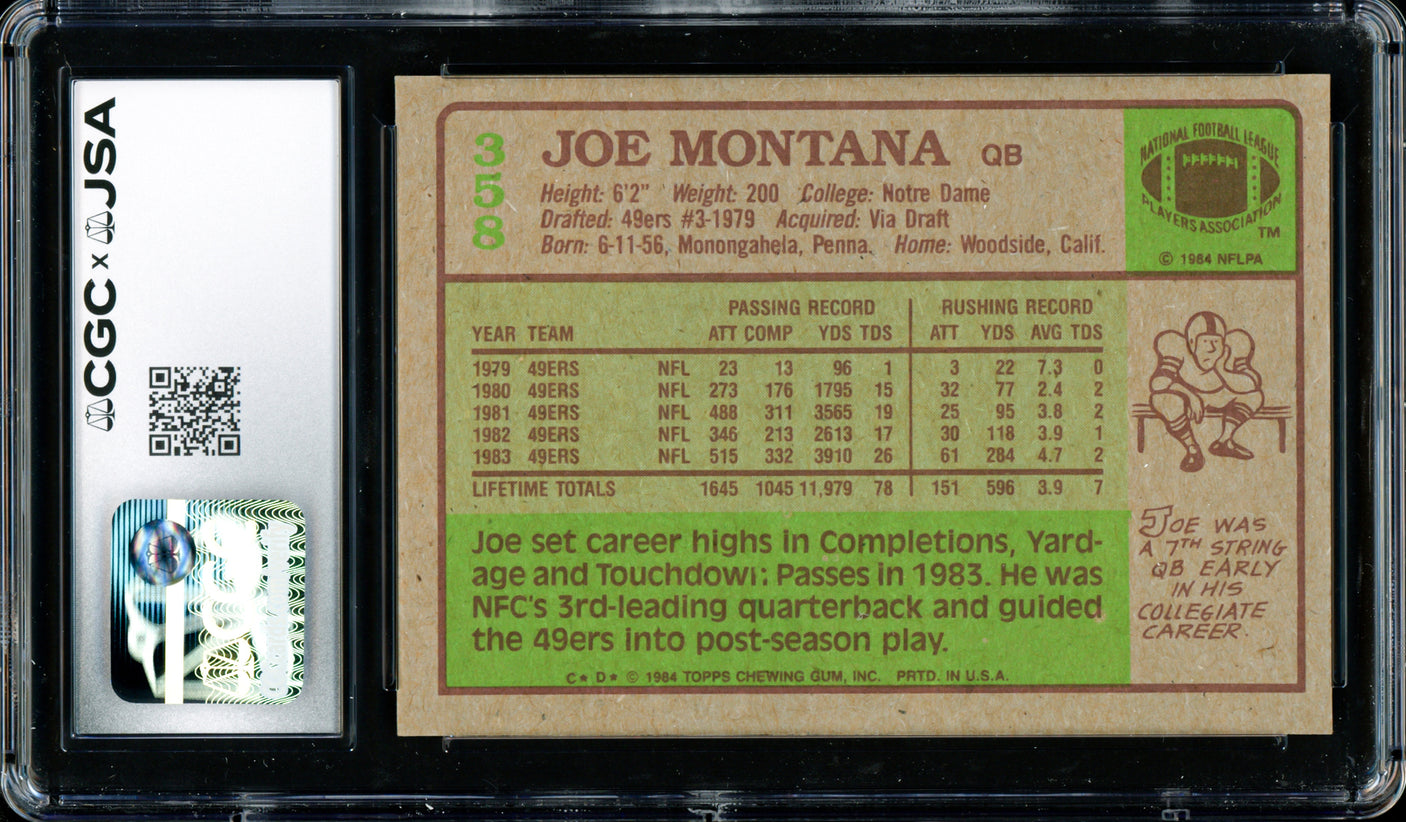 CGC x JSA
358
JOE MONTANA QB
Height: 6'2" Weight: 200 College: Notre Dame
Drafted: 49ers #3-1979 Acquired: Via Draft
Born: 6-11-56, Monongahela, Penna. Home: Woodside, Calif.
NATIONAL FOOTBALL LEAGUE
PLAYERS ASSOCIATION TM
© 1984 NFLPA
PASSING RECORD RUSHING RECORD
YEAR TEAM ATT COMP YDS TDS ATT YDS AVG TDS
1979 49ERS NFL 23 13 96 1 3 22 7.3 0
1980 49ERS NFL 273 176 1795 15 32 77 2.4 2
1981 49ERS NFL 488 311 3565 19 25 95 3.8 2
1982 49ERS NFL 346 213 2613 17 30 118 3.9 1
1983 49ERS NFL 515 332 3910 26 61 284 4.7 2
LIFETIME TOTALS 1645 1045 11,979 78 151 596 3.9 7
Joe set career highs in Completions, Yard-
age and Touchdown Passes in 1983. He was
NFC's 3rd-leading quarterback and guided
the 49ers into post-season play.
C* D* © 1984 TOPPS CHEWING GUM, INC. PRTD. IN U.S.A.
JOE WAS
A 7TH STRING
QB EARLY
IN HIS
COLLEGIATE
CAREER.